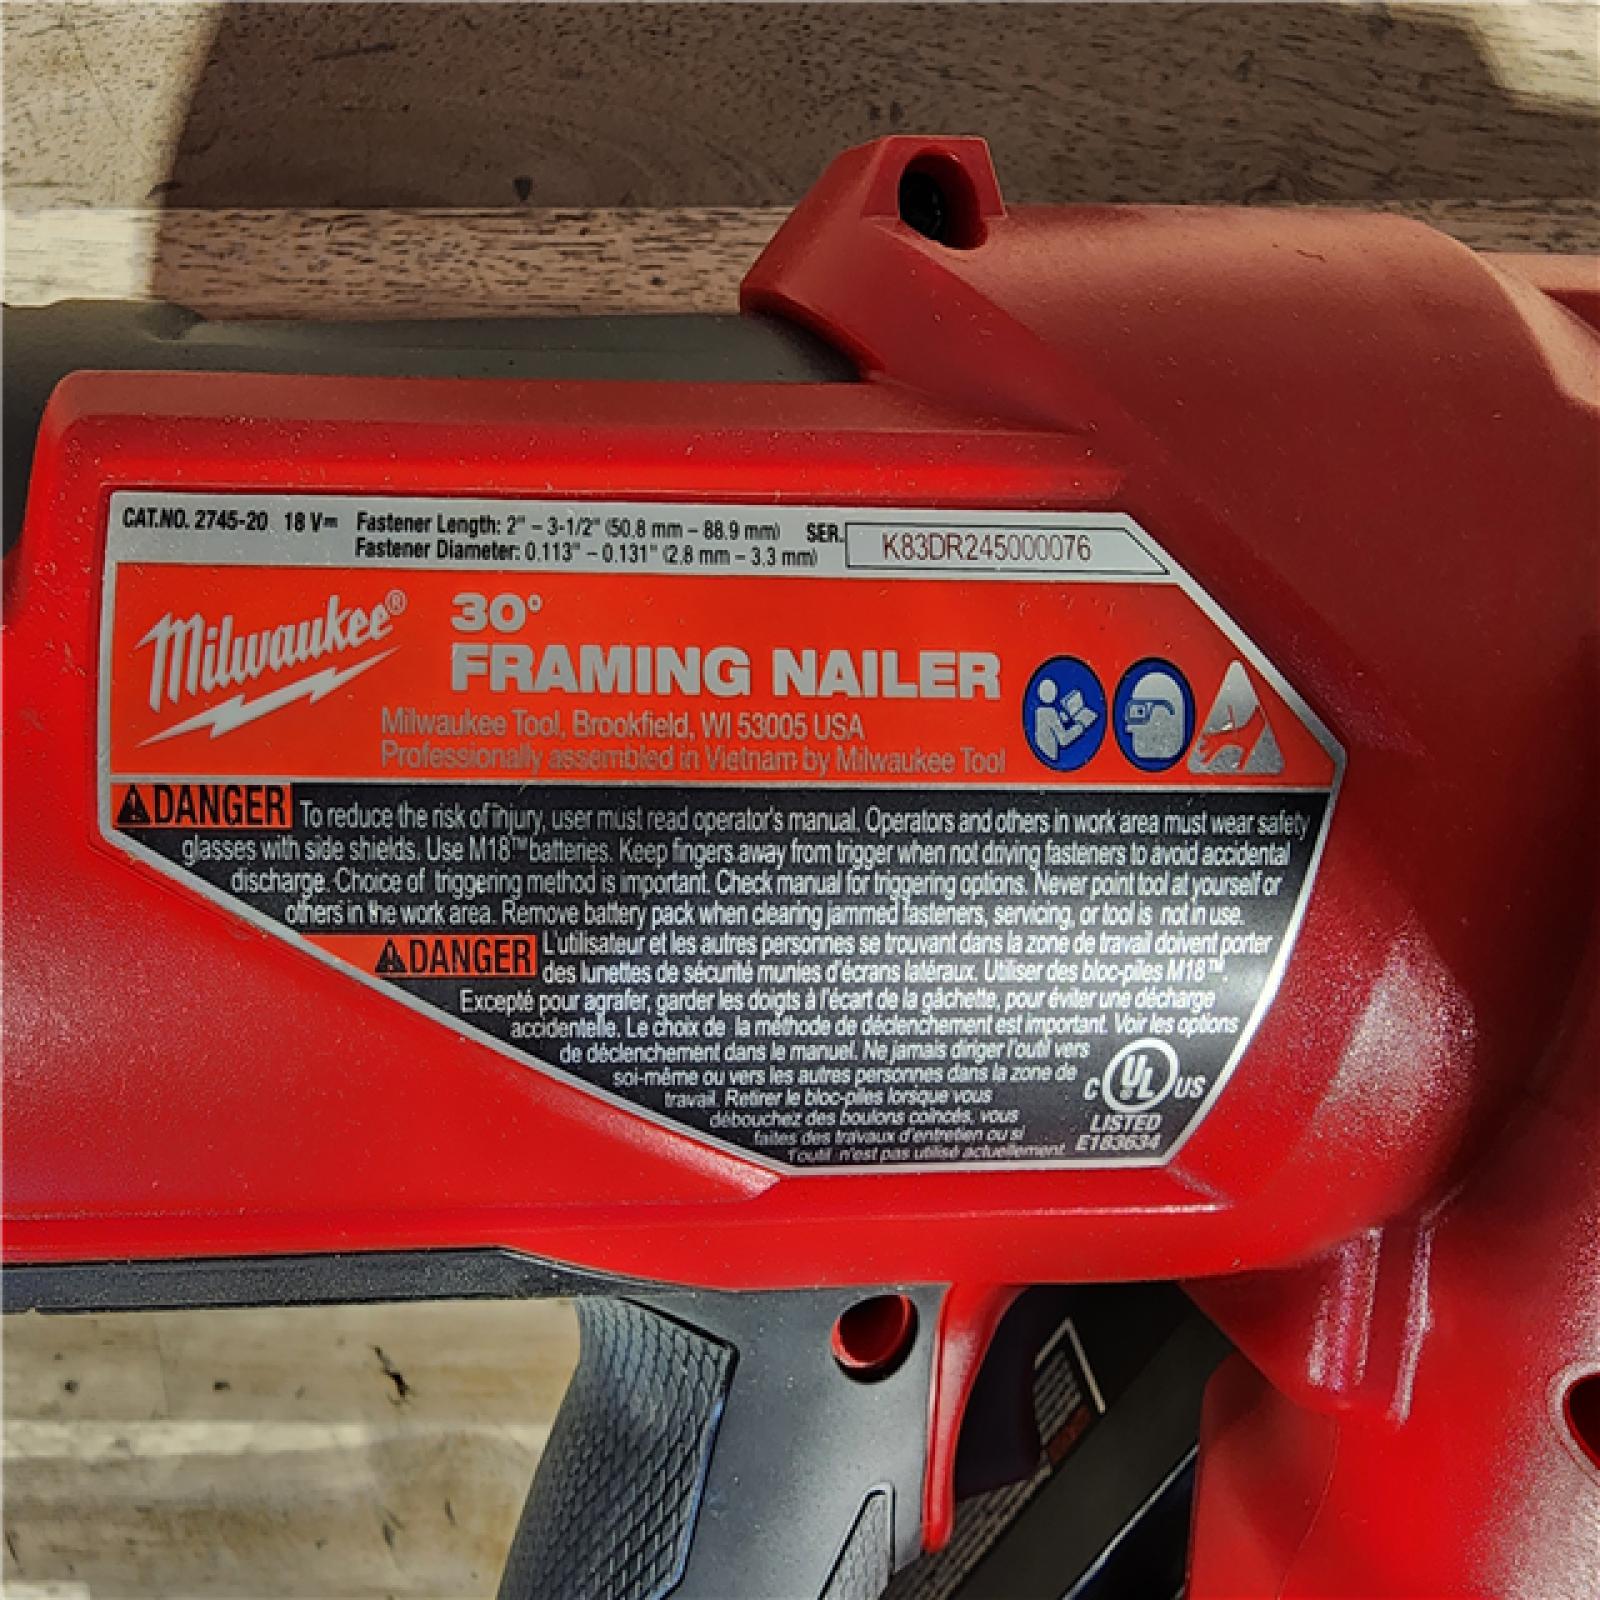 CAT.NO. 2745-20 18 V⎓ Fastener Length: 2" – 3-1/2" (50.8 mm – 88.9 mm) SER. K83DR245000076
Fastener Diameter: 0.113" – 0.131" (2.8 mm – 3.3 mm)
Milwaukee®
30°
FRAMING NAILER
Milwaukee Tool, Brookfield, WI 53005 USA
Professionally assembled in Vietnam by Milwaukee Tool
DANGER To reduce the risk of injury, user must read operator's manual. Operators and others in work area must wear safety
glasses with side shields. Use M18™ batteries. Keep fingers away from trigger when not driving fasteners to avoid accidental
discharge. Choice of triggering method is important. Check manual for triggering options. Never point tool at yourself or
others in the work area. Remove battery pack when clearing jammed fasteners, servicing, or tool is not in use.
DANGER L'utilisateur et les autres personnes se trouvant dans la zone de travail doivent porter
des lunettes de sécurité munies d'écrans latéraux. Utiliser des bloc-piles M18™.
Excepté pour agrafer, garder les doigts à l'écart de la gâchette, pour éviter une décharge
accidentelle. Le choix de la méthode de déclenchement est important. Voir les options
de déclenchement dans le manuel. Ne jamais diriger l'outil vers
soi-même ou vers les autres personnes dans la zone de
travail. Retirer le bloc-piles lorsque vous
débouchez des boulons coincés, vous
faites des travaux d'entretien ou si
l'outil n'est pas utilisé actuellement.
C UL US
LISTED
E183634